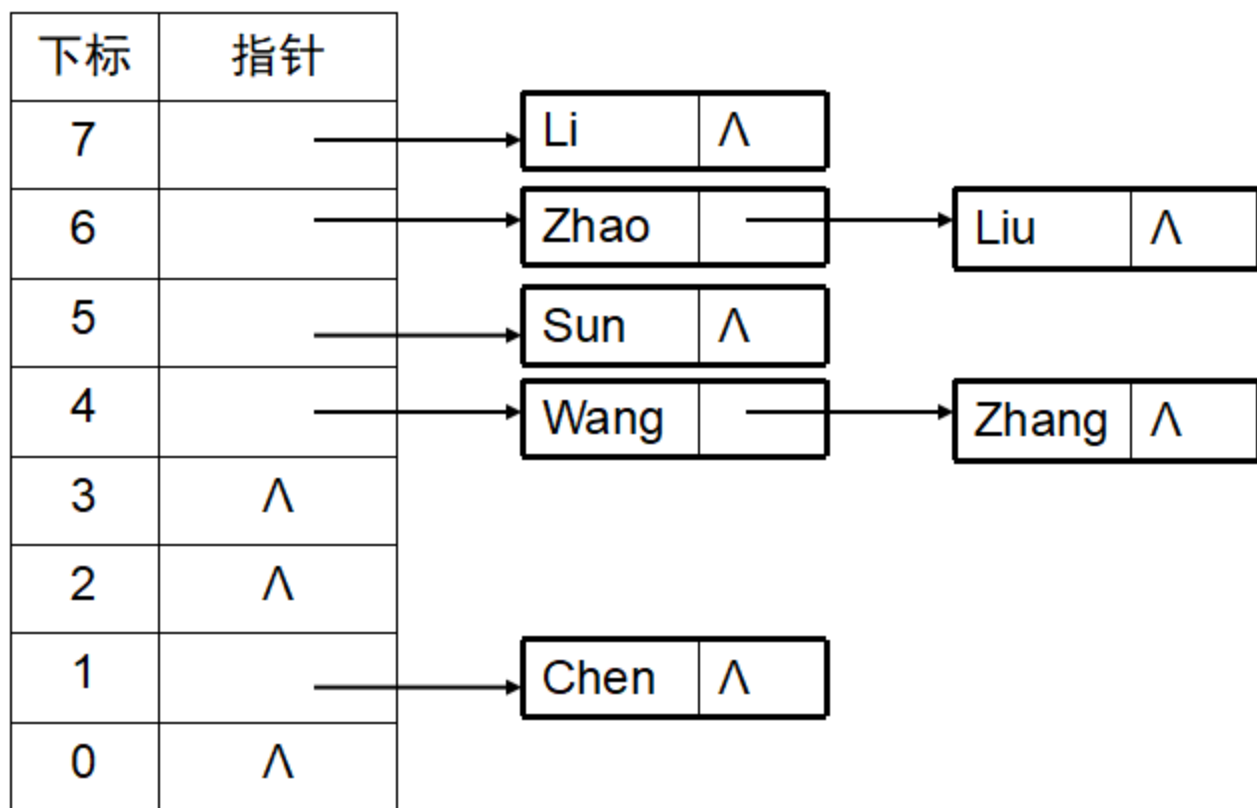 下标 指针
7 Li Λ
6 Zhao Liu Λ
5 Sun Λ
4 Wang Zhang Λ
3 Λ
2 Λ
1 Chen Λ
0 Λ